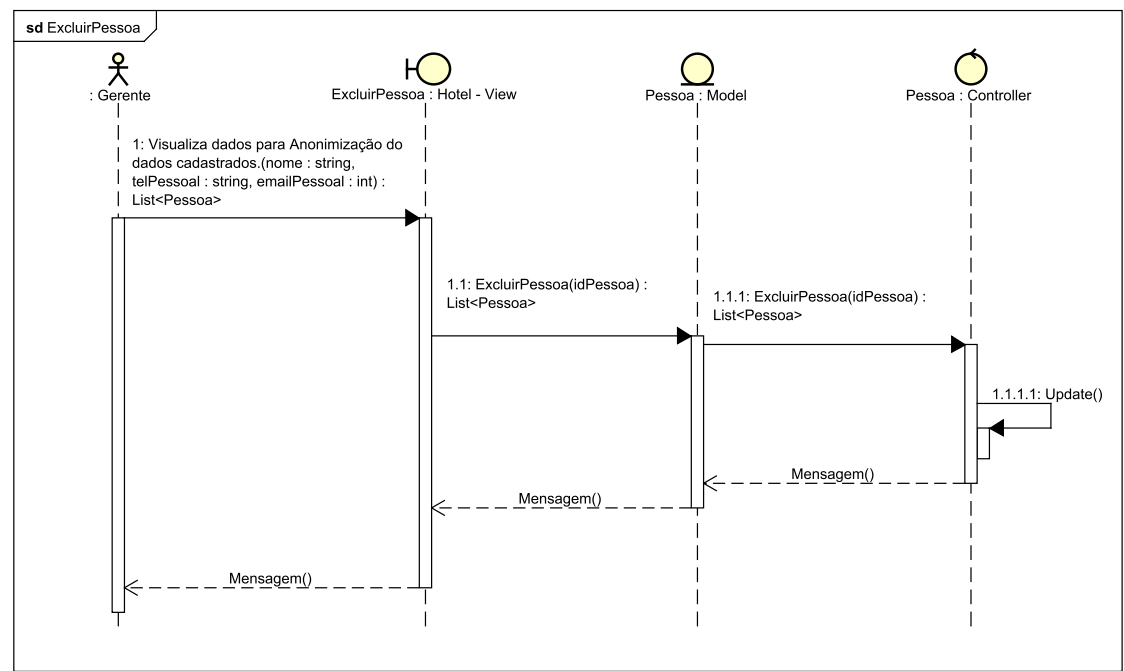 sd ExcluirPessoa
: Gerente
ExcluirPessoa : Hotel - View
Pessoa : Model
Pessoa : Controller
1: Visualiza dados para Anonimização do
dados cadastrados.(nome : string,
telPessoal : string, emailPessoal : int) :
List<Pessoa>
1.1: ExcluirPessoa(idPessoa) :
List<Pessoa>
1.1.1: ExcluirPessoa(idPessoa) :
List<Pessoa>
1.1.1.1: Update()
Mensagem()
Mensagem()
Mensagem()